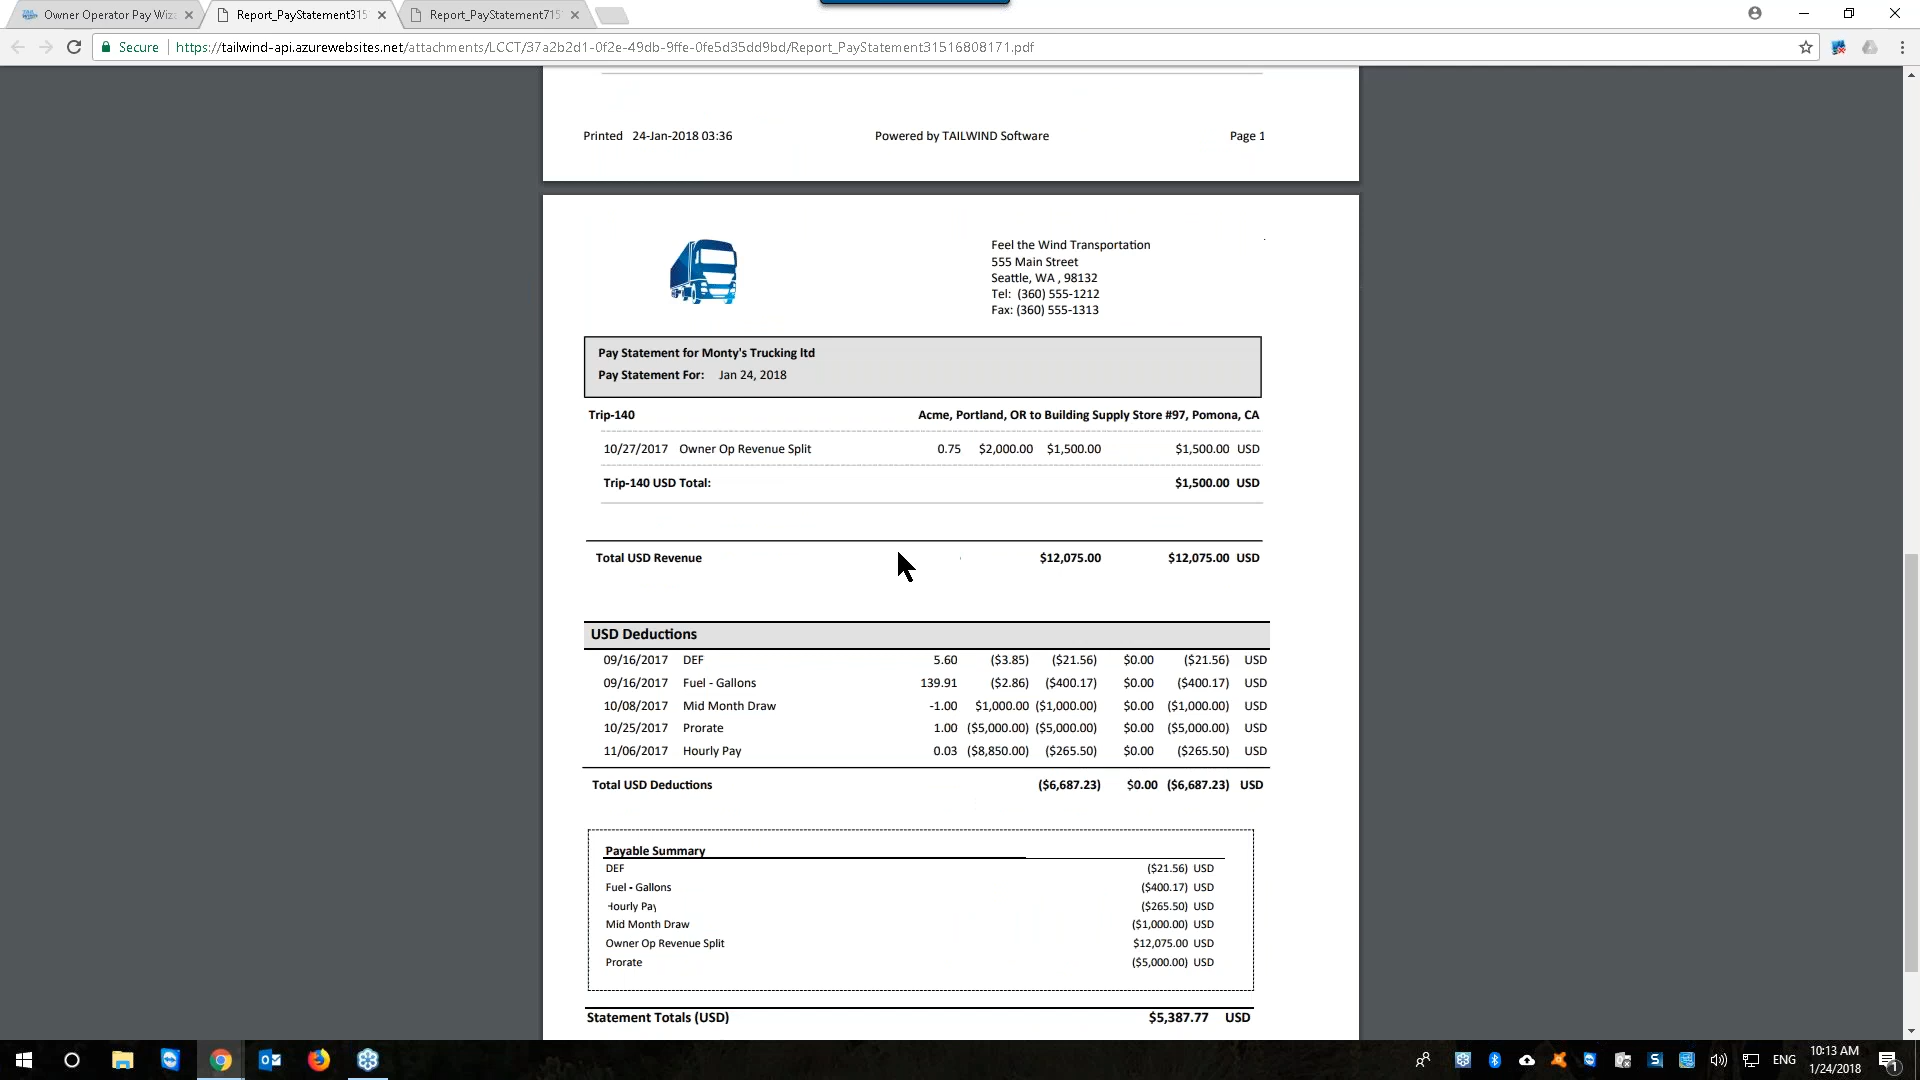 Owner Operator Pay Wiz
Report_PayStatement315
Report_PayStatement715
Secure
https://tailwind-api.azurewebsites.net/attachments/LCCT/37a2b2d1-0f2e-49db-9ffe-0fe5d35dd9bd/Report_PayStatement31516808171.pdf
Printed 24-Jan-2018 03:36 Powered by TAILWIND Software Page 1
Feel the Wind Transportation
555 Main Street
Seattle, WA , 98132
Tel: (360) 555-1212
Fax: (360) 555-1313
Pay Statement for Monty's Trucking ltd
Pay Statement For: Jan 24, 2018
Trip-140 Acme, Portland, OR to Building Supply Store #97, Pomona, CA
10/27/2017 Owner Op Revenue Split 0.75 $2,000.00 $1,500.00 $1,500.00 USD
Trip-140 USD Total: $1,500.00 USD
Total USD Revenue $12,075.00 $12,075.00 USD
USD Deductions
09/16/2017 DEF 5.60 ($3.85) ($21.56) $0.00 ($21.56) USD
09/16/2017 Fuel - Gallons 139.91 ($2.86) ($400.17) $0.00 ($400.17) USD
10/08/2017 Mid Month Draw -1.00 $1,000.00 ($1,000.00) $0.00 ($1,000.00) USD
10/25/2017 Prorate 1.00 ($5,000.00) ($5,000.00) $0.00 ($5,000.00) USD
11/06/2017 Hourly Pay 0.03 ($8,850.00) ($265.50) $0.00 ($265.50) USD
Total USD Deductions ($6,687.23) $0.00 ($6,687.23) USD
Payable Summary
DEF ($21.56) USD
Fuel - Gallons ($400.17) USD
Hourly Pay ($265.50) USD
Mid Month Draw ($1,000.00) USD
Owner Op Revenue Split $12,075.00 USD
Prorate ($5,000.00) USD
Statement Totals (USD) $5,387.77 USD
ENG
10:13 AM
1/24/2018
1